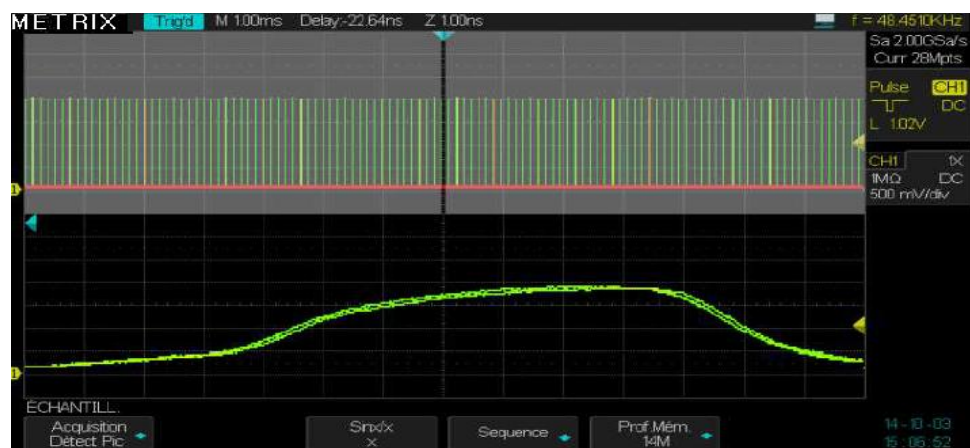 METRIX Trig'd M 1.00ms Delay:-22.64ns Z 1.00ns f = 48.4510KHz
Sa 2.00GSa/s
Curr 28Mpts
Pulse CH1
DC
L 1.02V
CH1 1X
1MΩ DC
500 mV/div
1
1
ÉCHANTILL.
Acquisition
Détect Pic
Sinx/x
X
Sequence
Prof.Mém.
14M
14-10-03
15:06:52